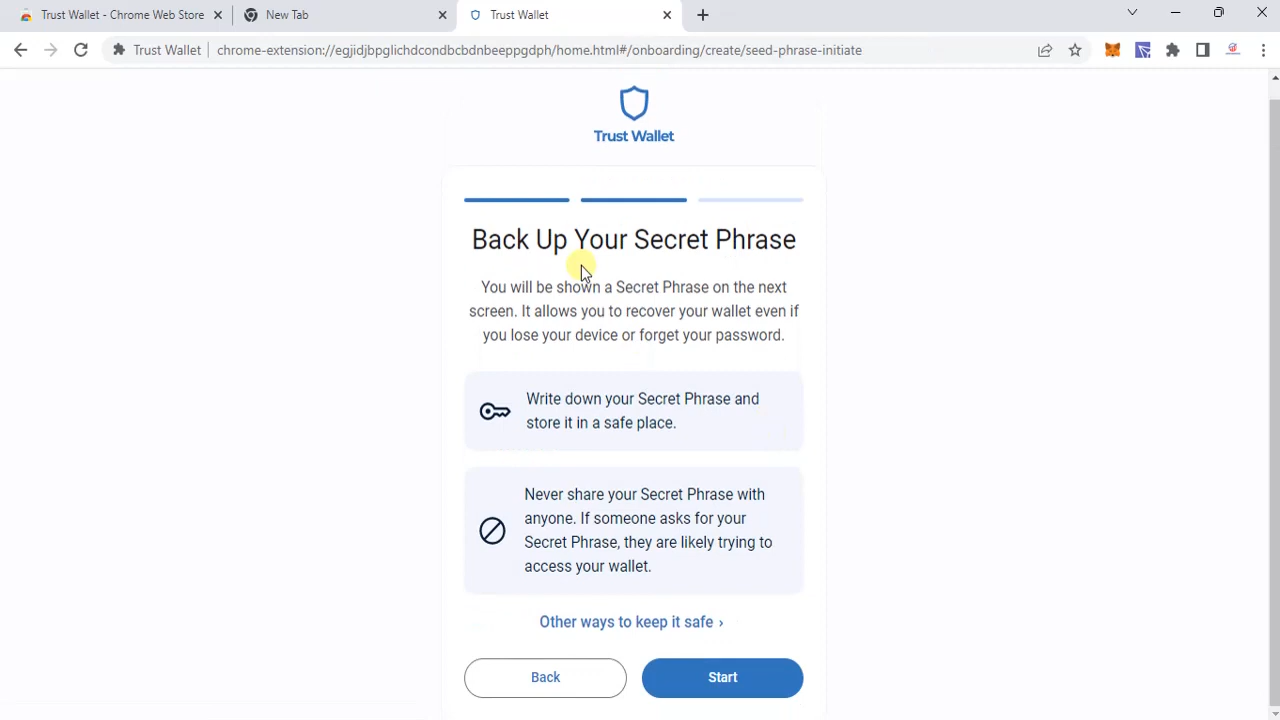 Trust Wallet - Chrome Web Store
New Tab
Trust Wallet
Trust Wallet
chrome-extension://egjidjbpglichdcondbcbdnbeeppgdph/home.html#/onboarding/create/seed-phrase-initiate
Trust Wallet
Back Up Your Secret Phrase
You will be shown a Secret Phrase on the next
screen. It allows you to recover your wallet even if
you lose your device or forget your password.
Write down your Secret Phrase and
store it in a safe place.
Never share your Secret Phrase with
anyone. If someone asks for your
Secret Phrase, they are likely trying to
access your wallet.
Other ways to keep it safe ›
Back
Start